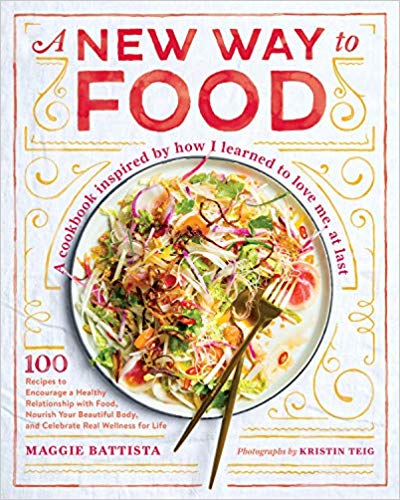 A NEW WAY to
FOOD
A cookbook inspired by how I learned to love me, at last
100
Recipes to
Encourage a Healthy
Relationship with Food,
Nourish Your Beautiful Body,
and Celebrate Real Wellness for Life
MAGGIE BATTISTA
Photographs by KRISTIN TEIG